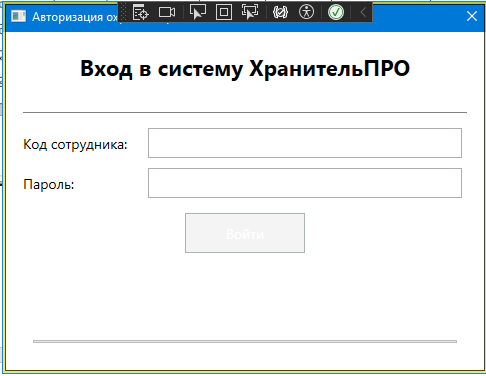 Авторизация
Вход в систему ХранительПРО
Код сотрудника:
Пароль:
Войти